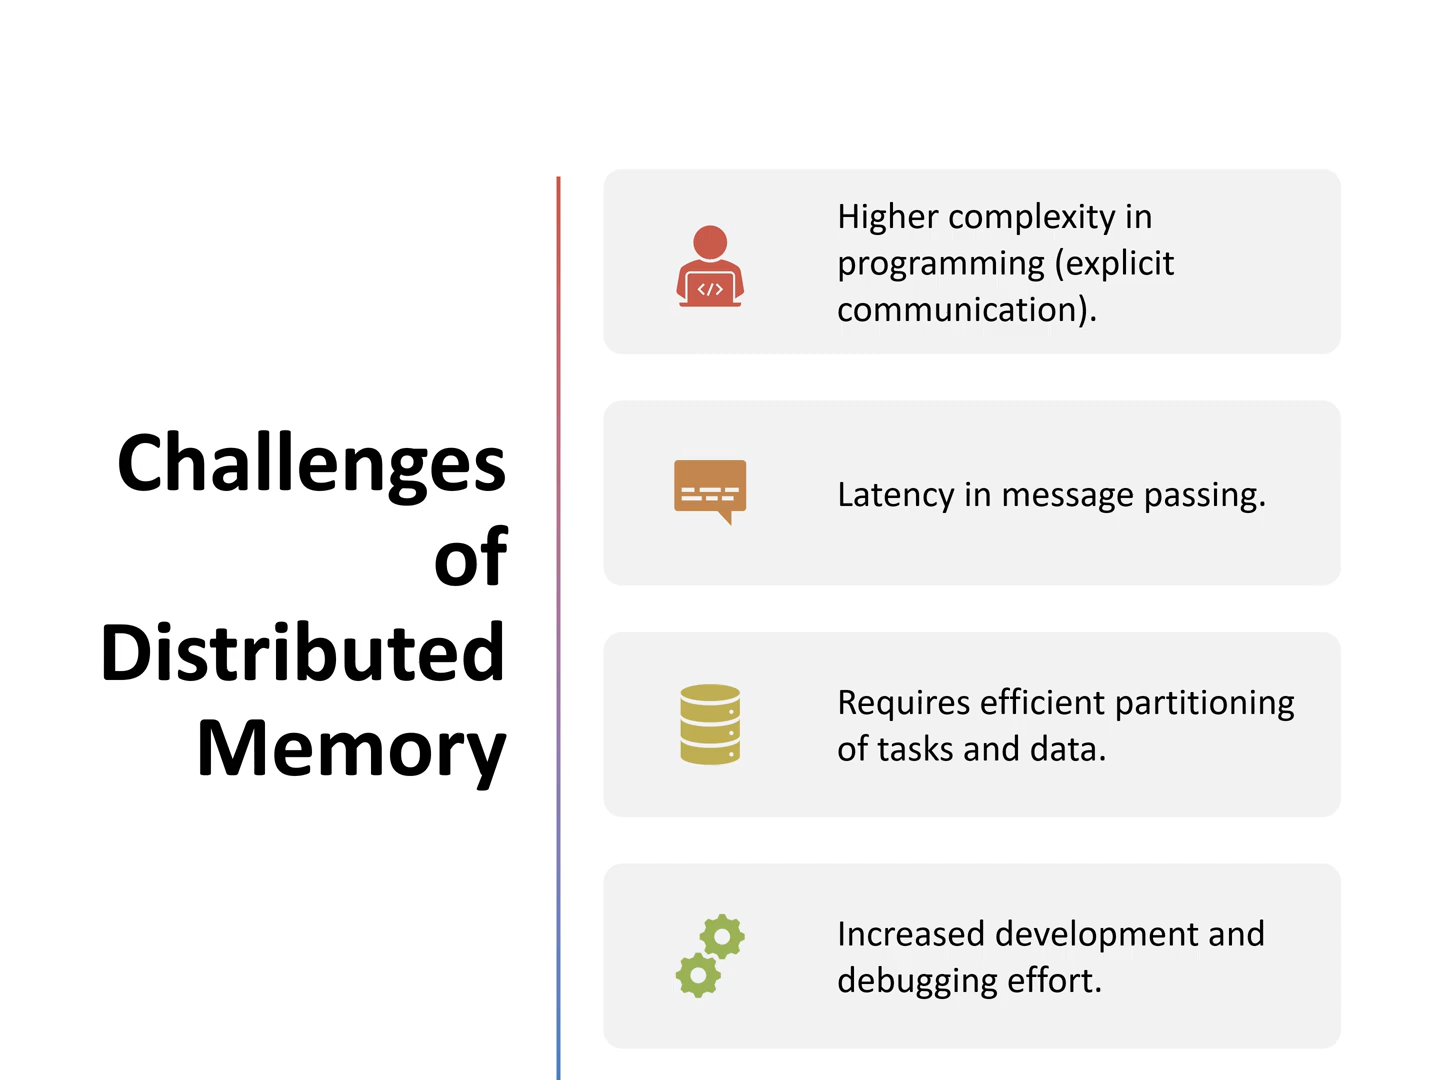 Challenges
of
Distributed
Memory
Higher complexity in
programming (explicit
communication).
Latency in message passing.
Requires efficient partitioning
of tasks and data.
Increased development and
debugging effort.